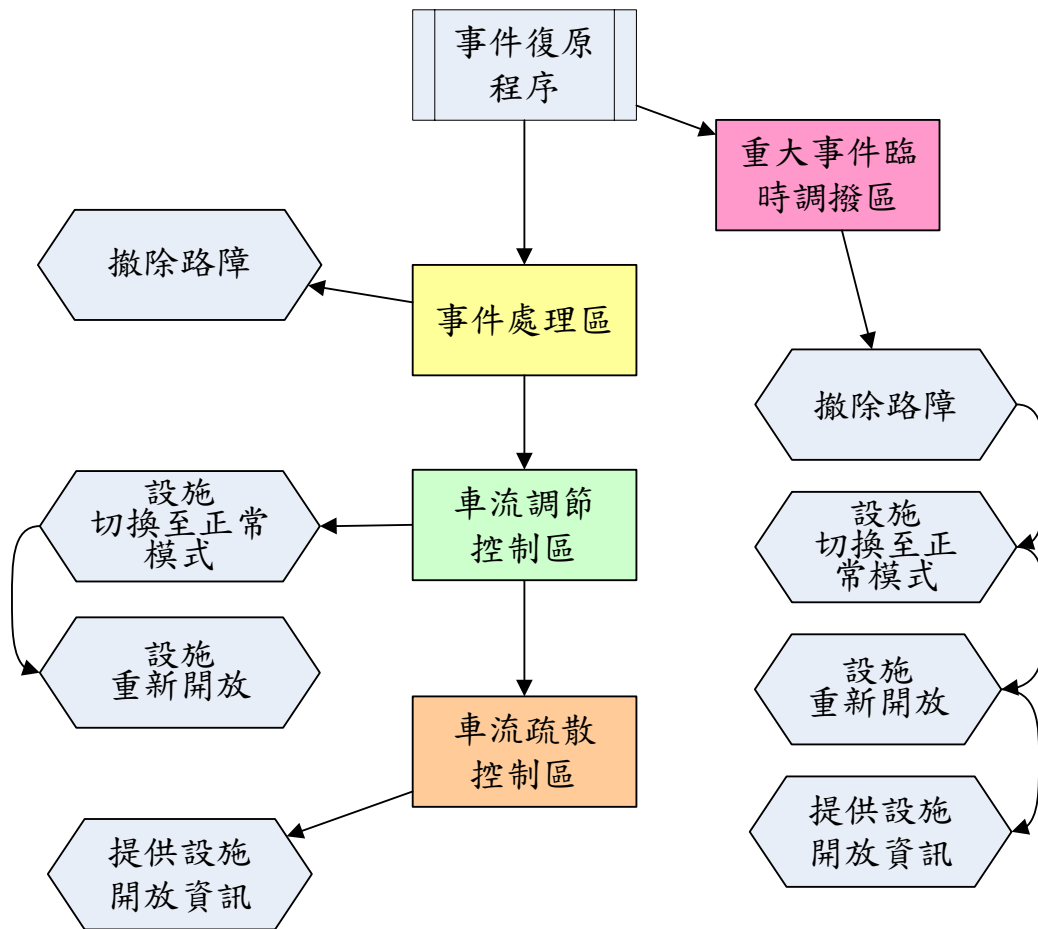 事件復原
程序
重大事件臨
時調撥區
撤除路障
事件處理區
撤除路障
設施
切換至正常
模式
車流調節
控制區
設施
切換至正
常模式
設施
重新開放
設施
重新開放
車流疏散
控制區
提供設施
開放資訊
提供設施
開放資訊